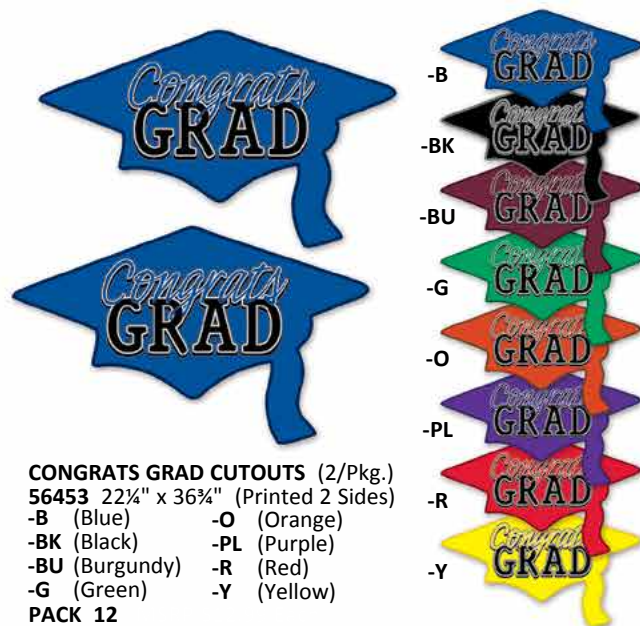 Congrats
GRAD
Congrats
GRAD
CONGRATS GRAD CUTOUTS (2/Pkg.)
56453 22¼" x 36¾" (Printed 2 Sides)
-B (Blue) -O (Orange)
-BK (Black) -PL (Purple)
-BU (Burgundy) -R (Red)
-G (Green) -Y (Yellow)
PACK 12
-B
Congrats
GRAD
-BK
Congrats
GRAD
-BU
Congrats
GRAD
-G
Congrats
GRAD
-O
Congrats
GRAD
-PL
Congrats
GRAD
-R
Congrats
GRAD
-Y
Congrats
GRAD